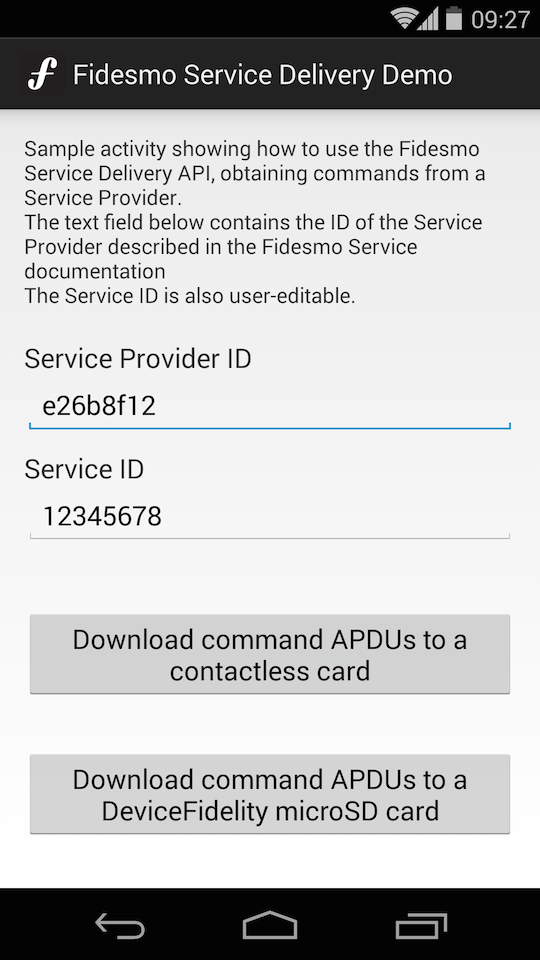 09:27
Fidesmo Service Delivery Demo
Sample activity showing how to use the Fidesmo
Service Delivery API, obtaining commands from a
Service Provider.
The text field below contains the ID of the Service
Provider described in the Fidesmo Service
documentation
The Service ID is also user-editable.
Service Provider ID
e26b8f12
Service ID
12345678
Download command APDUs to a
contactless card
Download command APDUs to a
DeviceFidelity microSD card